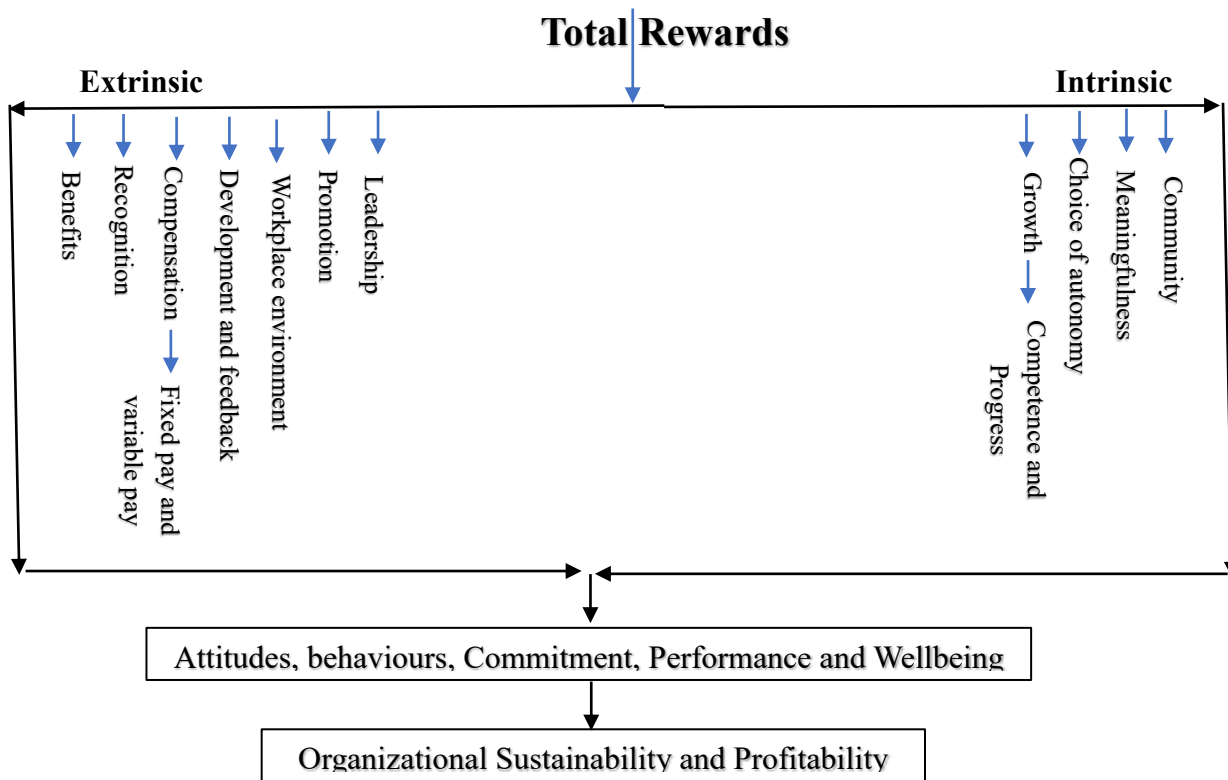 Total Rewards
Extrinsic
Intrinsic
Benefits
Recognition
Compensation
Fixed pay and
variable pay
Development and feedback
Workplace environment
Promotion
Leadership
Growth
Competence and
Progress
Choice of autonomy
Meaningfulness
Community
Attitudes, behaviours, Commitment, Performance and Wellbeing
Organizational Sustainability and Profitability